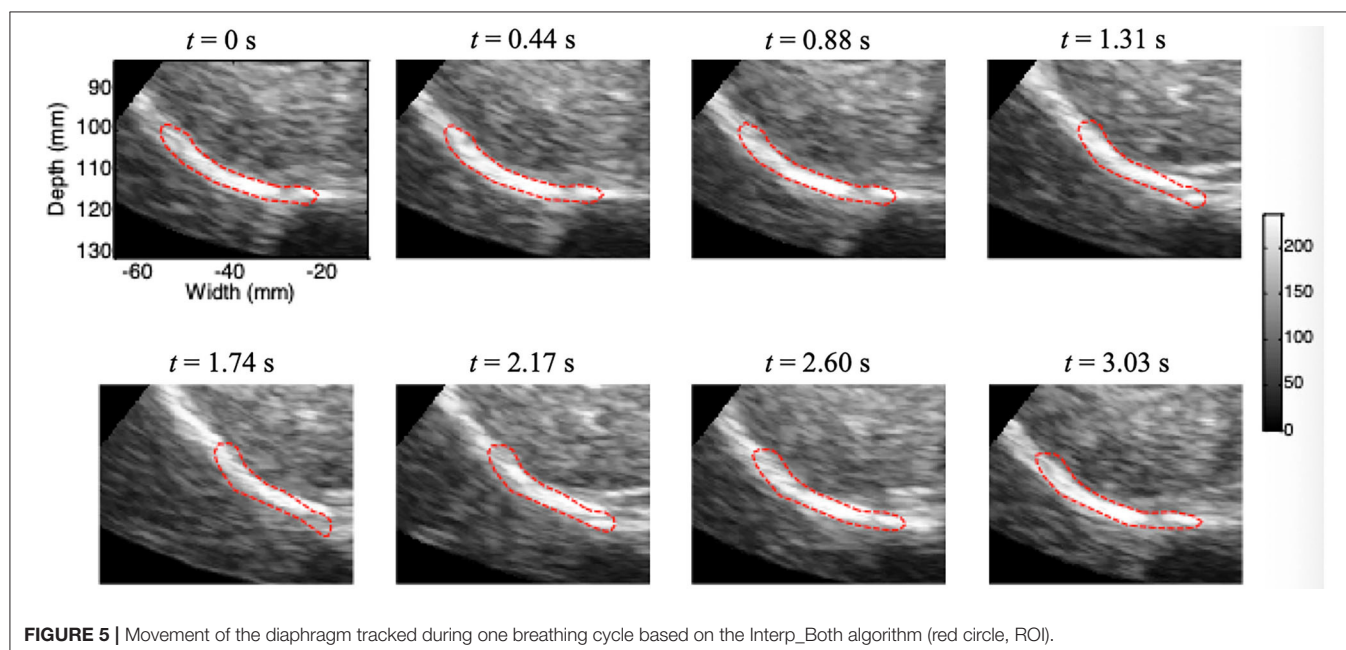 t = 0 s
t = 0.44 s
t = 0.88 s
t = 1.31 s
90
100
110
120
130
Depth (mm)
-60
-40
-20
Width (mm)
200
150
100
50
0
t = 1.74 s
t = 2.17 s
t = 2.60 s
t = 3.03 s
FIGURE 5 | Movement of the diaphragm tracked during one breathing cycle based on the Interp_Both algorithm (red circle, ROI).